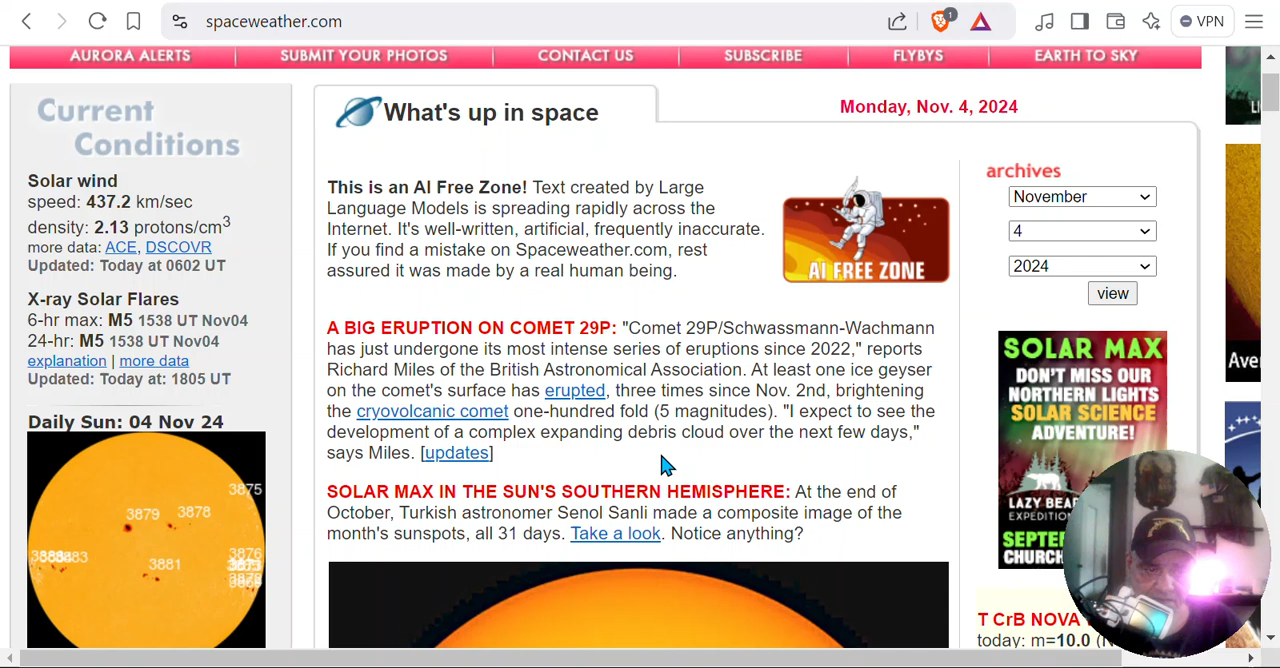 spaceweather.com
1
VPN
AURORA ALERTS
SUBMIT YOUR PHOTOS
CONTACT US
SUBSCRIBE
FLYBYS
EARTH TO SKY
Current
Conditions
Solar wind
speed: 437.2 km/sec
density: 2.13 protons/cm3
more data: ACE, DSCOVR
Updated: Today at 0602 UT
X-ray Solar Flares
6-hr max: M5 1538 UT Nov04
24-hr: M5 1538 UT Nov04
explanation | more data
Updated: Today at: 1805 UT
Daily Sun: 04 Nov 24
3875
3879
3878
3876
3881
What's up in space
Monday, Nov. 4, 2024
This is an AI Free Zone! Text created by Large
Language Models is spreading rapidly across the
Internet. It's well-written, artificial, frequently inaccurate.
If you find a mistake on Spaceweather.com, rest
assured it was made by a real human being.
AI FREE ZONE
A BIG ERUPTION ON COMET 29P: "Comet 29P/Schwassmann-Wachmann
has just undergone its most intense series of eruptions since 2022," reports
Richard Miles of the British Astronomical Association. At least one ice geyser
on the comet's surface has erupted, three times since Nov. 2nd, brightening
the cryovolcanic comet one-hundred fold (5 magnitudes). "I expect to see the
development of a complex expanding debris cloud over the next few days,"
says Miles. [updates]
SOLAR MAX IN THE SUN'S SOUTHERN HEMISPHERE: At the end of
October, Turkish astronomer Senol Sanli made a composite image of the
month's sunspots, all 31 days. Take a look. Notice anything?
archives
November
4
2024
view
SOLAR MAX
DON'T MISS OUR
NORTHERN LIGHTS
SOLAR SCIENCE
ADVENTURE!
LAZY BEA
EXPEDITION
SEPTE
CHURCH
T CrB NOVA
today: m=10.0
Ave